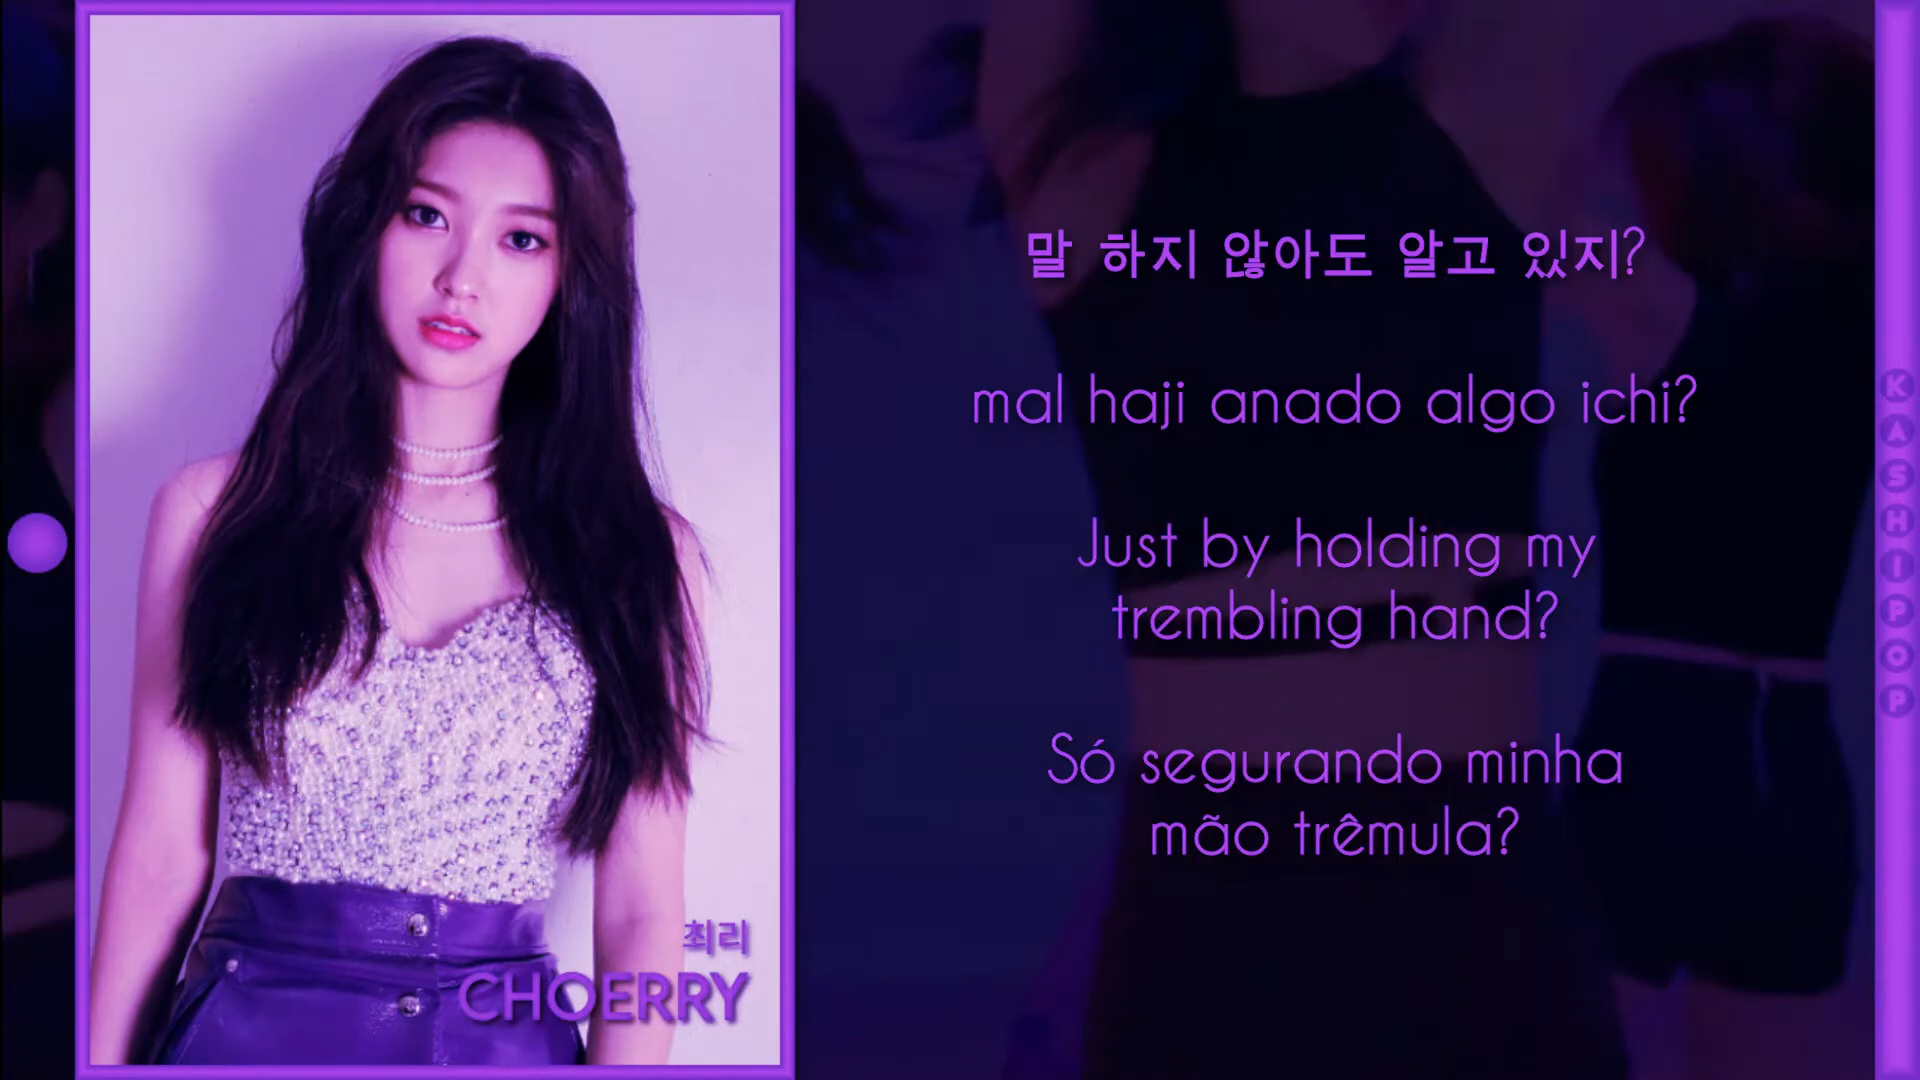 최리
CHOERRY
말 하지 않아도 알고 있지?
mal haji anado algo ichi?
Just by holding my
trembling hand?
Só segurando minha
mão trêmula?
KASHIPOP